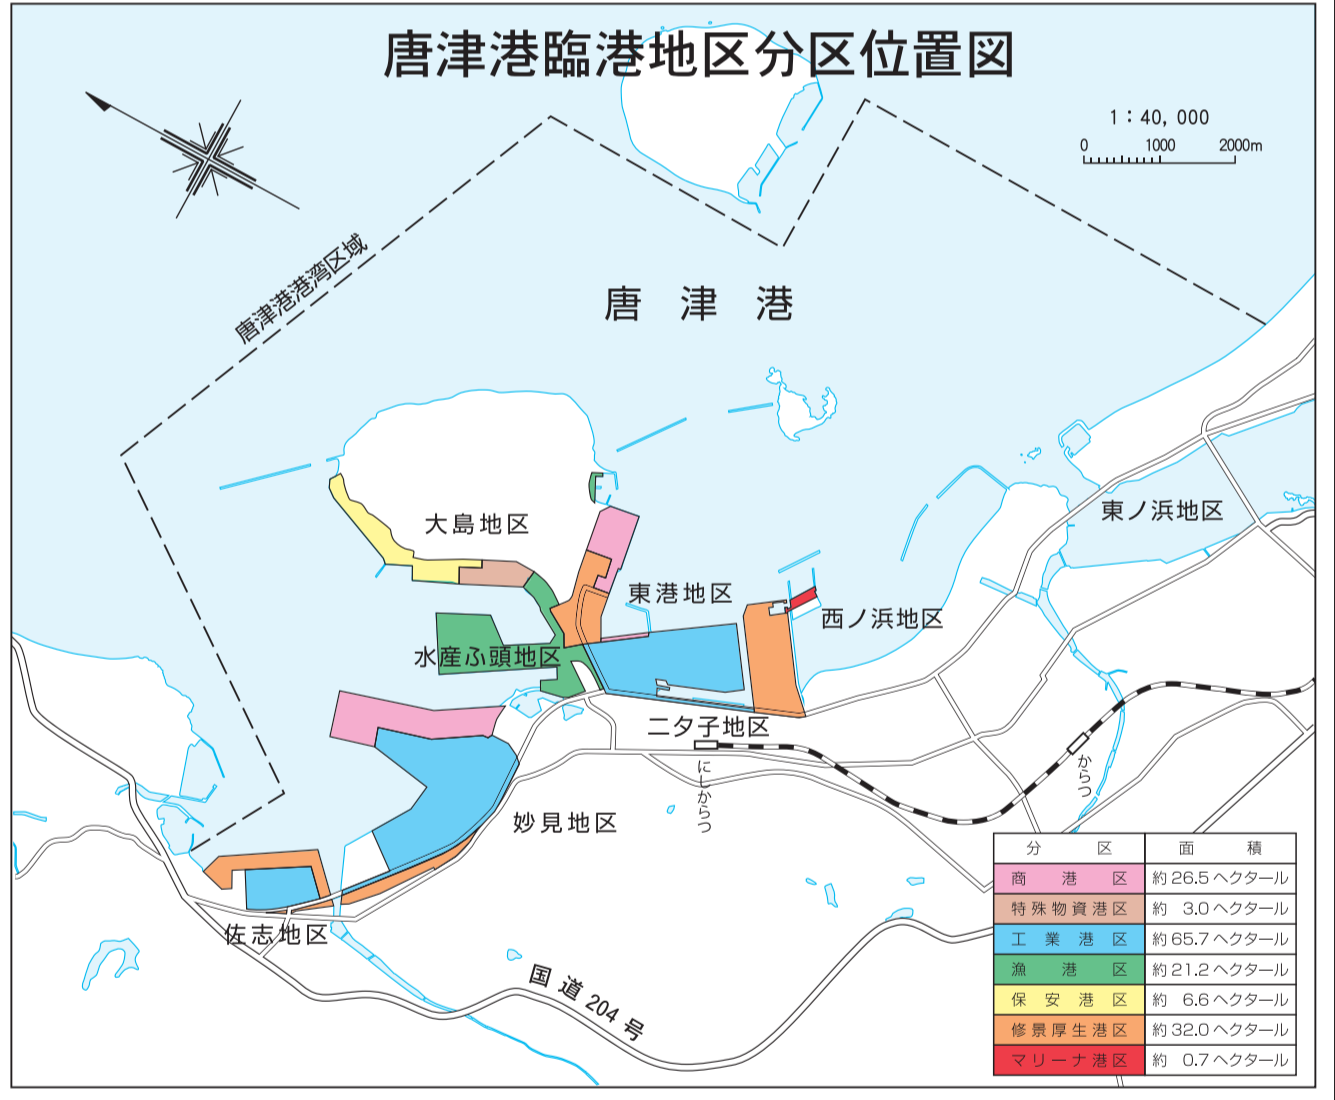 唐津港臨港地区分区位置図
1：40,000
0 1000 2000m
唐津港港湾区域
唐津港
大島地区
東ノ浜地区
東港地区
西ノ浜地区
水産ふ頭地区
二タ子地区
にしからつ
からつ
妙見地区
佐志地区
国道204号
分区 面積
商港区 約26.5ヘクタール
特殊物資港区 約3.0ヘクタール
工業港区 約65.7ヘクタール
漁港区 約21.2ヘクタール
保安港区 約6.6ヘクタール
修景厚生港区 約32.0ヘクタール
マリーナ港区 約0.7ヘクタール